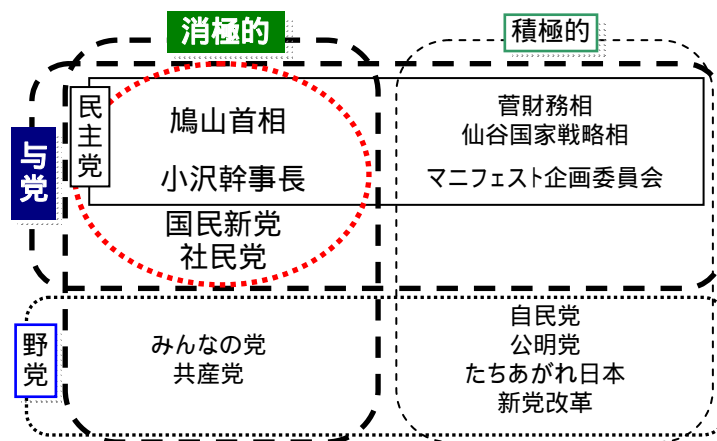 消極的
積極的
与党
民主党
鳩山首相
小沢幹事長
国民新党
社民党
菅財務相
仙谷国家戦略相
マニフェスト企画委員会
野党
みんなの党
共産党
自民党
公明党
たちあがれ日本
新党改革